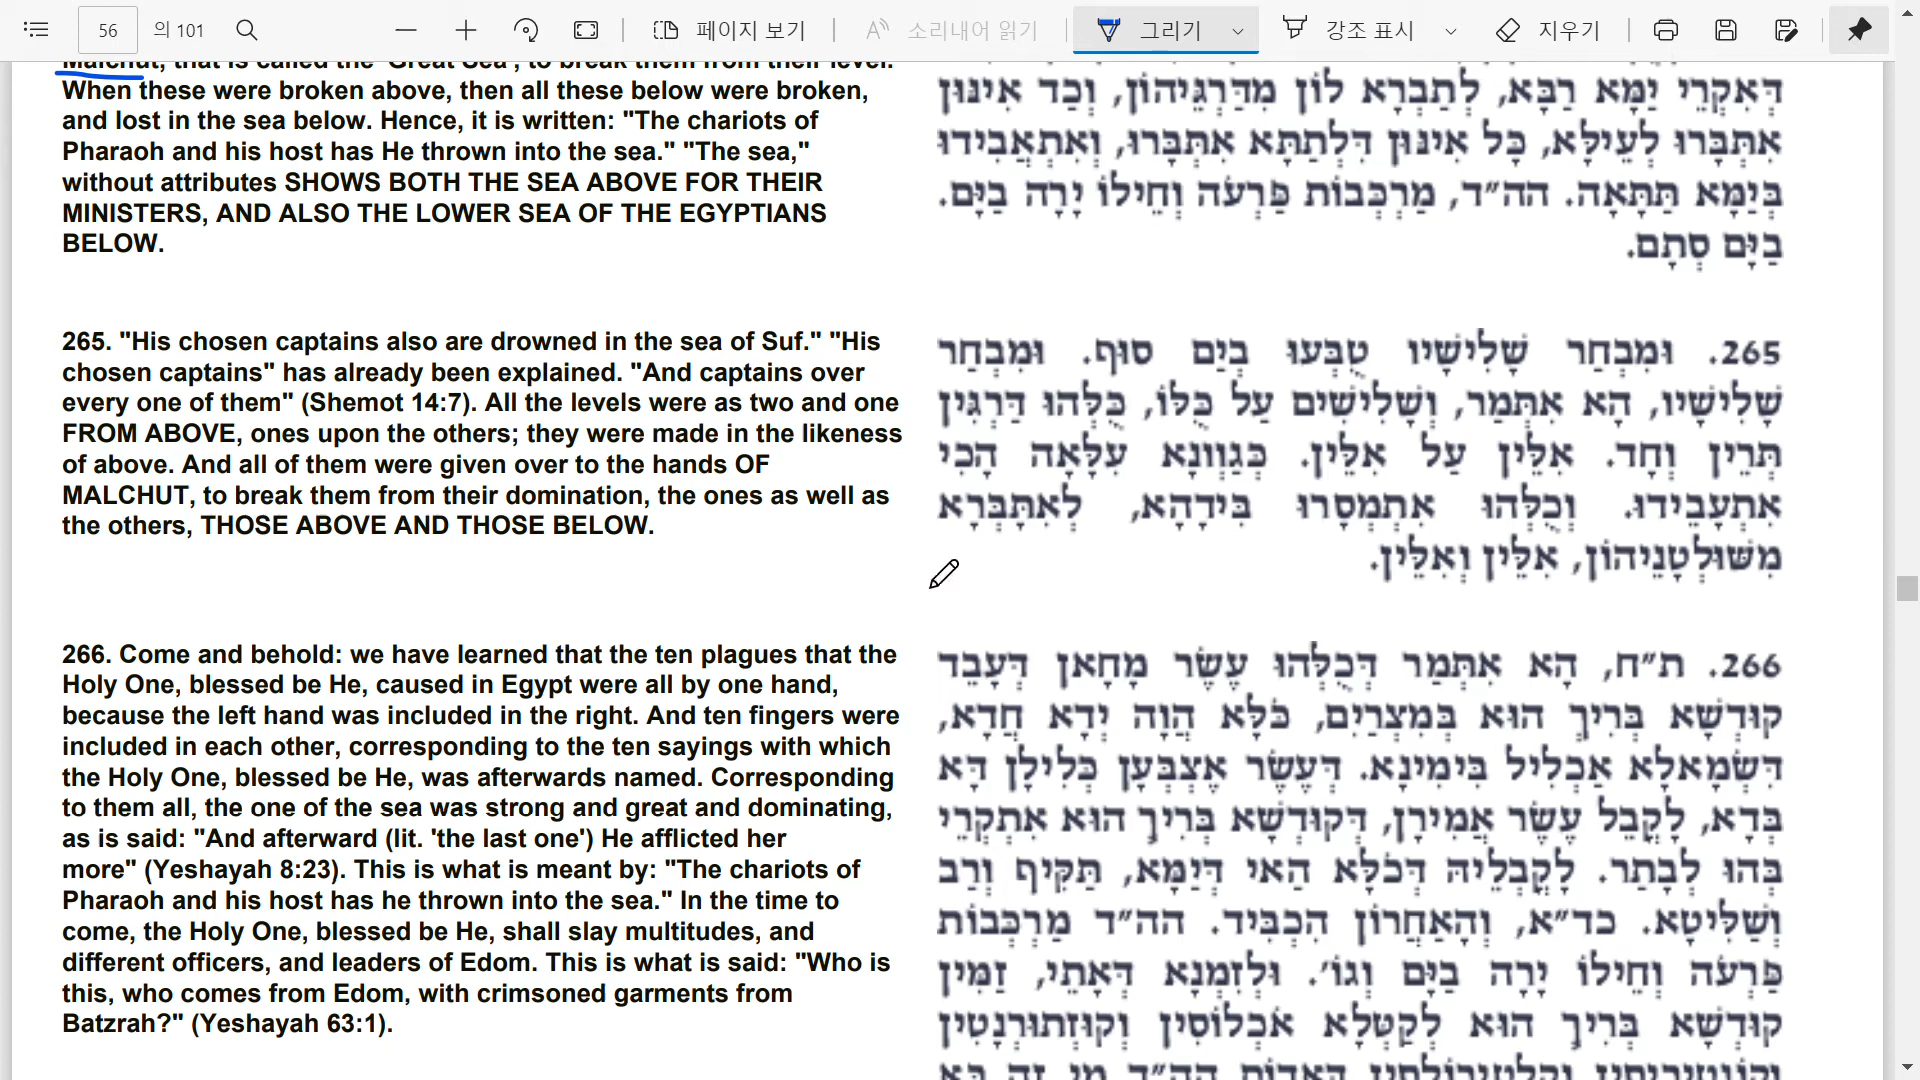 56 의 101 페이지 보기 소리내어 읽기 그리기 강조 표시 지우기
Malchut, that is called the 'Great Sea', to break them from their level.
When these were broken above, then all these below were broken,
and lost in the sea below. Hence, it is written: "The chariots of
Pharaoh and his host has He thrown into the sea." "The sea,"
without attributes SHOWS BOTH THE SEA ABOVE FOR THEIR
MINISTERS, AND ALSO THE LOWER SEA OF THE EGYPTIANS
BELOW.
דְּאִקְרֵי יַמָּא רַבָּא, לְתַבְרָא לוֹן מִדַּרְגֵּיהוֹן, וְכַד אִינּוּן
אִתְבָּרוּ לְעֵילָּא, כָּל אִינּוּן דִּלְתַתָּא אִתְּבָּרוּ, וְאִתְאֲבִידוּ
בְּיַמָּא תַּתָּאָה. הה״ד, מַרְכְּבוֹת פַּרְעֹה וְחֵילוֹ יָרָה בַיָּם.
בַּיָּם סְתָם.
265. "His chosen captains also are drowned in the sea of Suf." "His
chosen captains" has already been explained. "And captains over
every one of them" (Shemot 14:7). All the levels were as two and one
FROM ABOVE, ones upon the others; they were made in the likeness
of above. And all of them were given over to the hands OF
MALCHUT, to break them from their domination, the ones as well as
the others, THOSE ABOVE AND THOSE BELOW.
265. וּמִבְחַר שָׁלִישָׁיו טֻבְּעוּ בְיַם סוּף. וּמִבְחַר
שָׁלִישָׁיו, הָא אִתְּמַר, וְשָׁלִישִׁים עַל כֻּלּוֹ, כֻּלְּהוּ דַּרְגִּין
תְּרֵין וְחָד. אִלֵּין עַל אִלֵּין. כְּגַוְונָא עִלָּאָה הָכִי
אִתְעָבֵידוּ. וְכֻלְּהוּ אִתְמְסָרוּ בִּידָהָא, לְאִתָּבְּרָא
מִשּׁוּלְטָנֵיהוֹן, אִלֵּין וְאִלֵּין.
266. Come and behold: we have learned that the ten plagues that the
Holy One, blessed be He, caused in Egypt were all by one hand,
because the left hand was included in the right. And ten fingers were
included in each other, corresponding to the ten sayings with which
the Holy One, blessed be He, was afterwards named. Corresponding
to them all, the one of the sea was strong and great and dominating,
as is said: "And afterward (lit. 'the last one') He afflicted her
more" (Yeshayah 8:23). This is what is meant by: "The chariots of
Pharaoh and his host has he thrown into the sea." In the time to
come, the Holy One, blessed be He, shall slay multitudes, and
different officers, and leaders of Edom. This is what is said: "Who is
this, who comes from Edom, with crimsoned garments from
Batzrah?" (Yeshayah 63:1).
266. ת״ח, הָא אִתְּמַר דְּכֻלְּהוּ עֶשֶׂר מָחָאן דְּעָבַד
קוּדְשָׁא בְּרִיךְ הוּא בְּמִצְרַיִם, כֹּלָּא הֲוָה יְדָא חֲדָא,
דִּשְׂמָאלָא אַכְלִיל בִּימִינָא. דְּעֶשֶׂר אֶצְבְּעָן כְּלִילָן דָּא
בְּדָא, לָקֳבֵל עֶשֶׂר אֲמִירָן, דְּקוּדְשָׁא בְּרִיךְ הוּא אִתְקְרֵי
בְּהוּ לְבָתַר. לָקֳבְלֵיהּ דְּכֹלָּא הַאי דְּיַמָּא, תַּקִּיף וְרַב
וְשַׁלִּיטָא. כד״א, וְהָאַחֲרוֹן הִכְבִּיד. הה״ד מַרְכְּבוֹת
פַּרְעֹה וְחֵילוֹ יָרָה בַיָּם וְגוֹ׳. וּלְזִמְנָא דְּאָתֵי, זַמִּין
קוּדְשָׁא בְּרִיךְ הוּא לְקַטְּלָא אֹכְלוֹסִין וְקוּזְתוּרְנָטִין